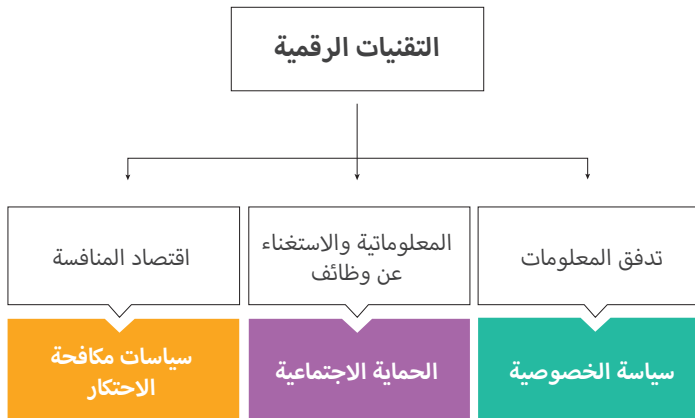 التقنيات الرقمية
تدفق المعلومات
المعلوماتية والاستغناء
عن وظائف
اقتصاد المنافسة
سياسة الخصوصية
الحماية الاجتماعية
سياسات مكافحة
الاحتكار